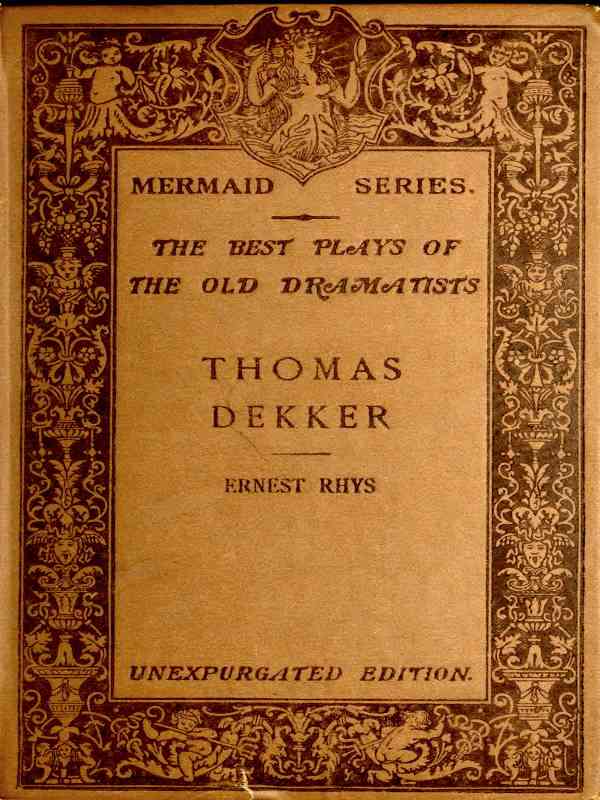 MERMAID SERIES.
THE BEST PLAYS OF
THE OLD DRAMATISTS
THOMAS
DEKKER
ERNEST RHYS
UNEXPURGATED EDITION.